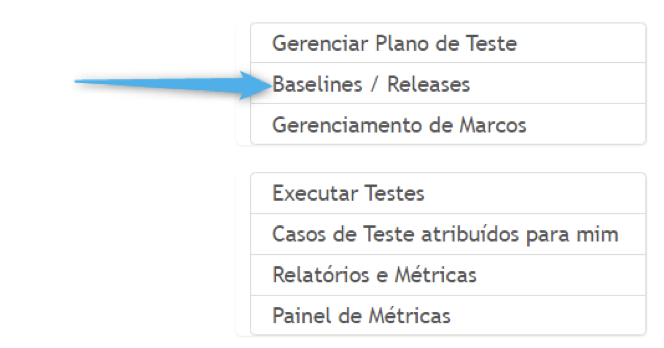 Gerenciar Plano de Teste
Baselines / Releases
Gerenciamento de Marcos
Executar Testes
Casos de Teste atribuídos para mim
Relatórios e Métricas
Painel de Métricas